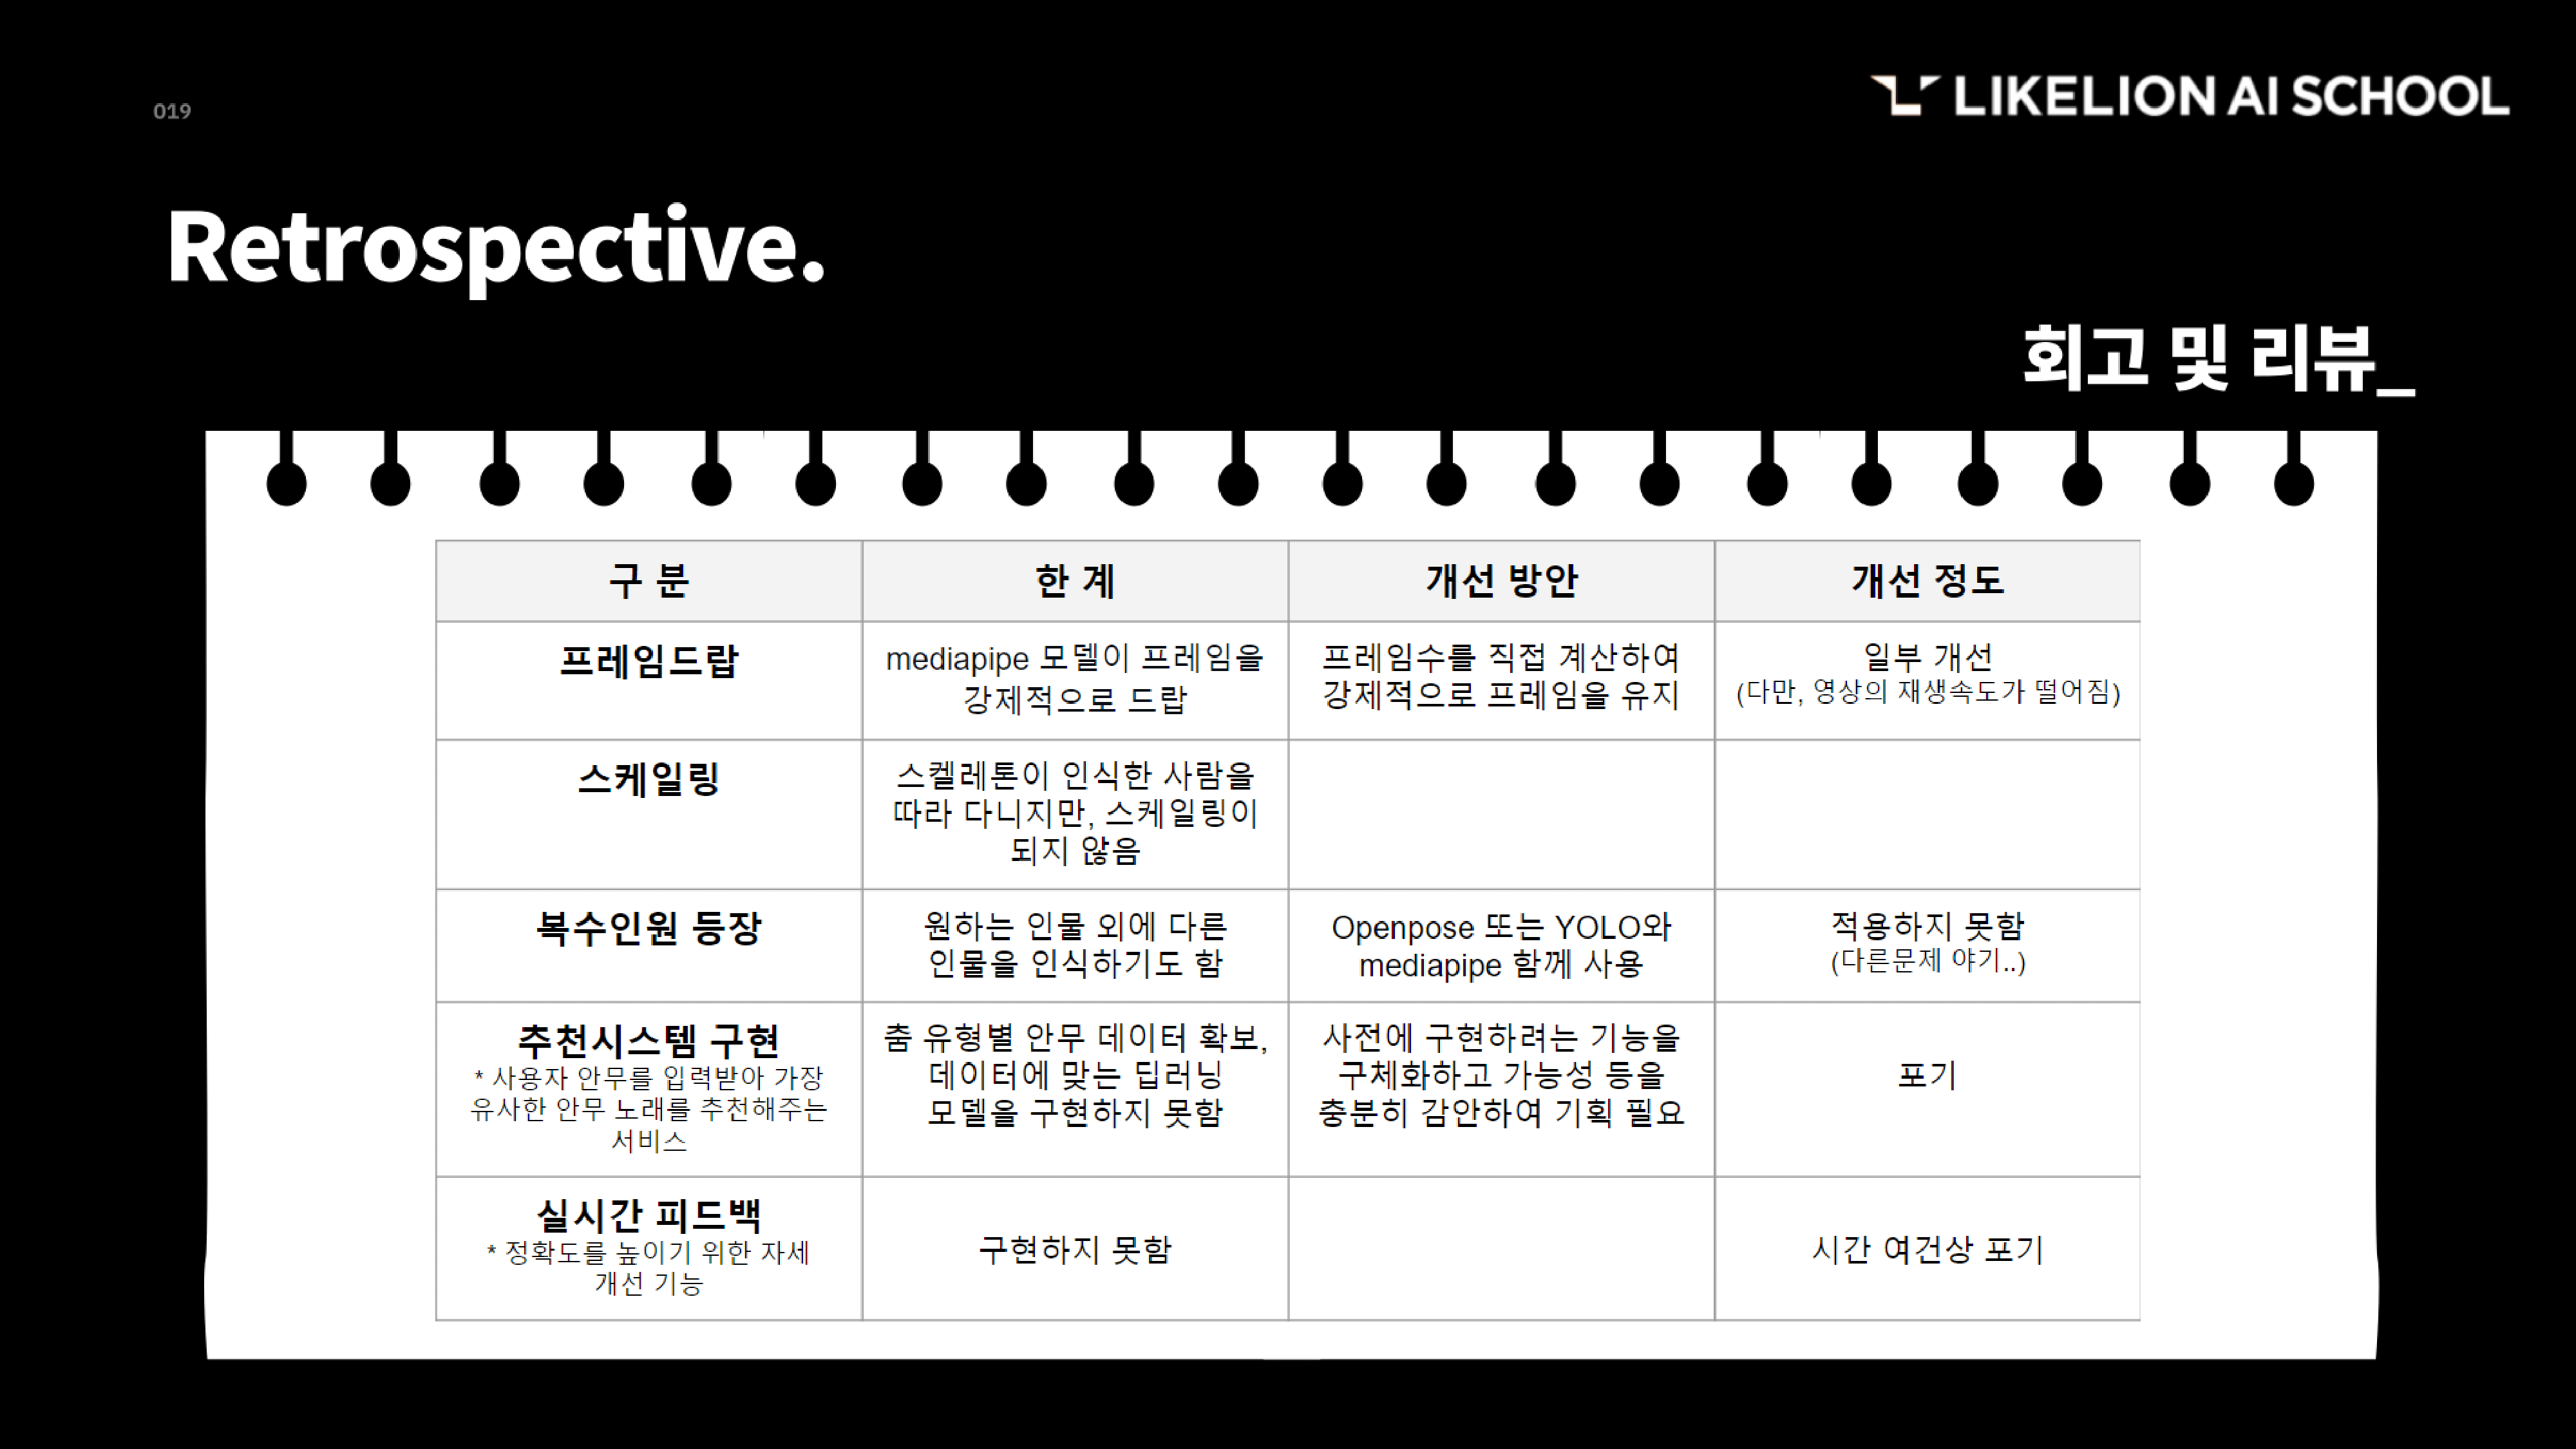 019
LIKELION AI SCHOOL
Retrospective.
회고 및 리뷰_
구 분
한 계
개선 방안
개선 정도
프레임드랍
mediapipe 모델이 프레임을
강제적으로 드랍
프레임수를 직접 계산하여
강제적으로 프레임을 유지
일부 개선
(다만, 영상의 재생속도가 떨어짐)
스케일링
스켈레톤이 인식한 사람을
따라 다니지만, 스케일링이
되지 않음
복수인원 등장
원하는 인물 외에 다른
인물을 인식하기도 함
Openpose 또는 YOLO와
mediapipe 함께 사용
적용하지 못함
(다른문제 야기..)
추천시스템 구현
* 사용자 안무를 입력받아 가장
유사한 안무 노래를 추천해주는
서비스
춤 유형별 안무 데이터 확보,
데이터에 맞는 딥러닝
모델을 구현하지 못함
사전에 구현하려는 기능을
구체화하고 가능성 등을
충분히 감안하여 기획 필요
포기
실시간 피드백
* 정확도를 높이기 위한 자세
개선 기능
구현하지 못함
시간 여건상 포기